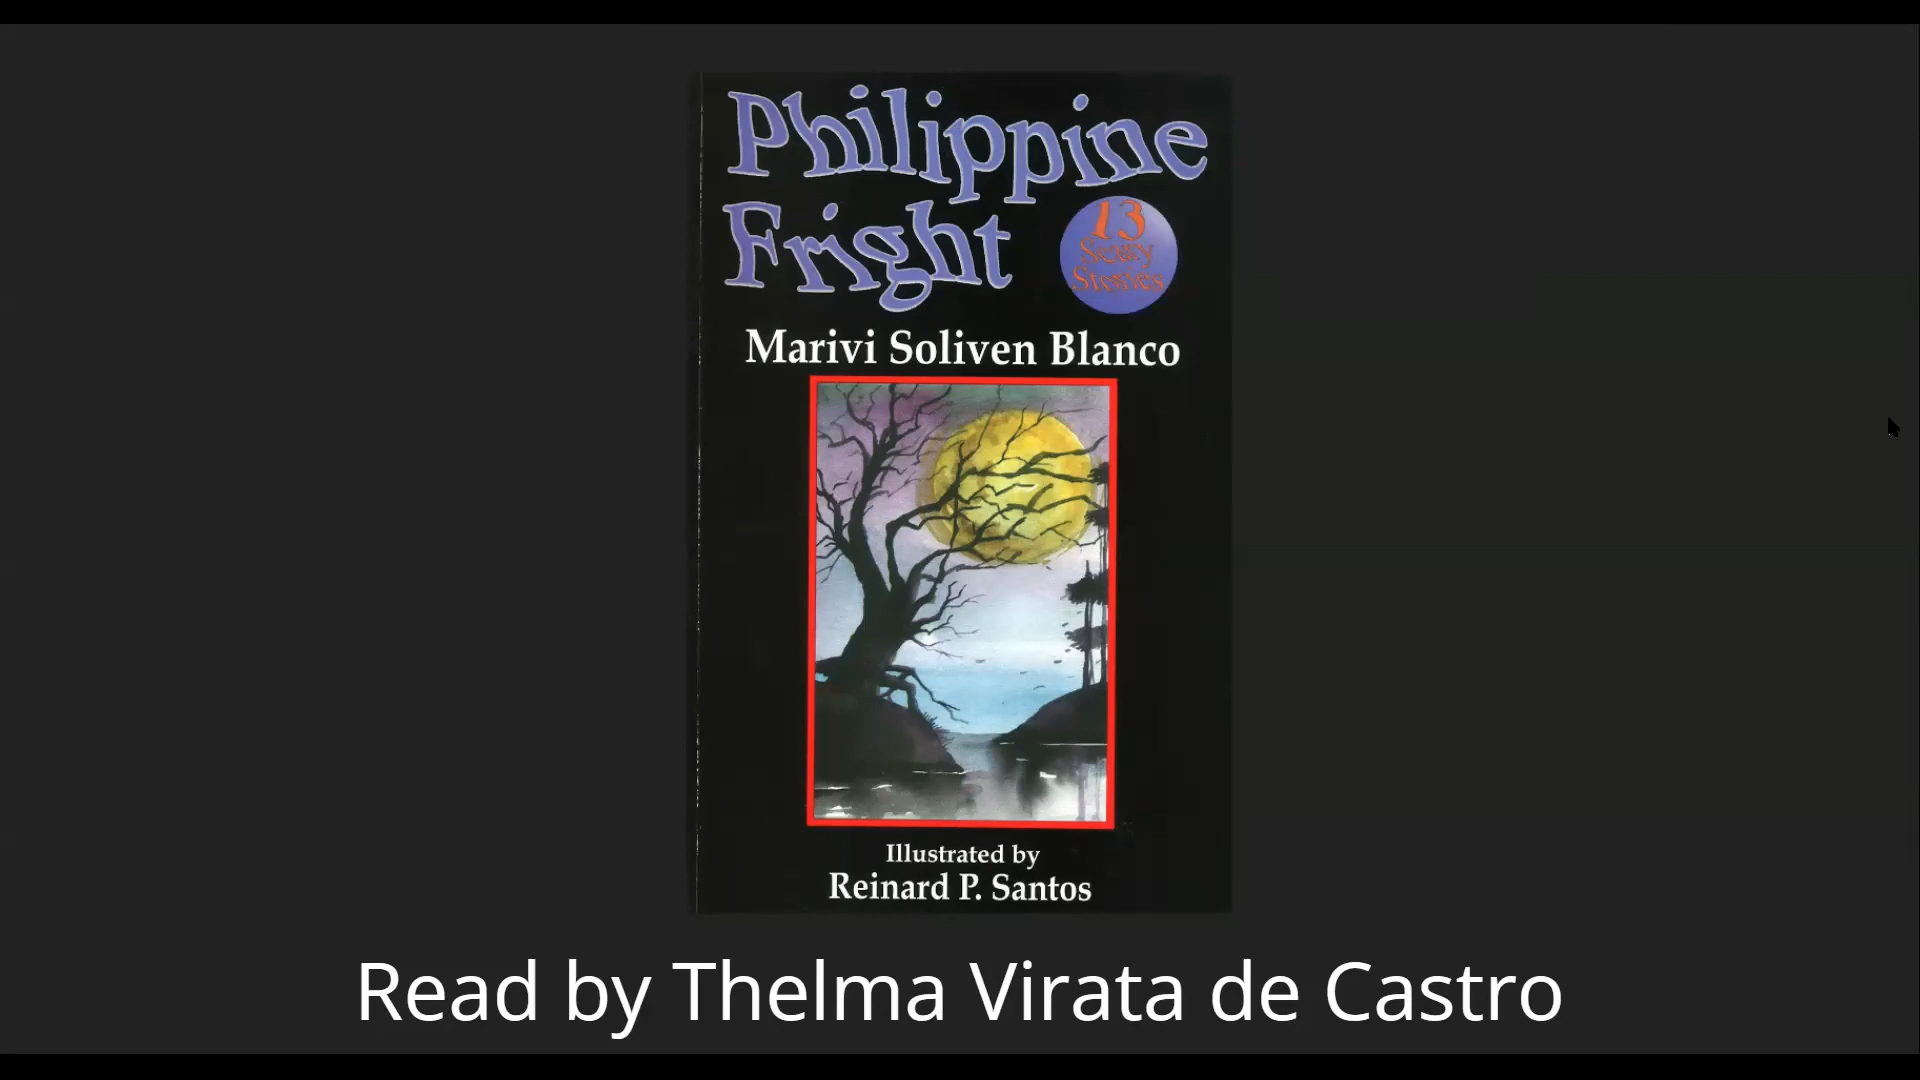 Philippine
Fright
13
Scary
Stories
Marivi Soliven Blanco
Illustrated by
Reinard P. Santos
Read by Thelma Virata de Castro